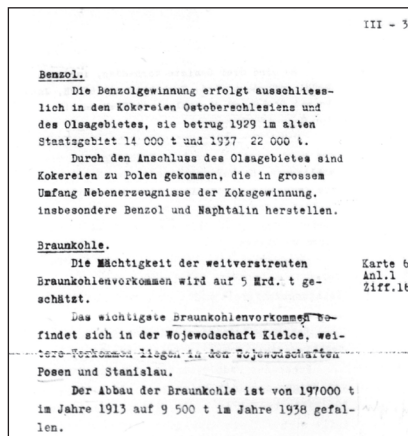 III - 3
Benzol.
Die Benzolgewinnung erfolgt ausschliess-
lich in den Kokereien Ostoberschlesiens und
des Olsagebietes, sie betrug 1929 im alten
Staatsgebiet 14 000 t und 1937 22 000 t.
Durch den Anschluss des Olsagebietes sind
Kokereien zu Polen gekommen, die in grossem
Umfang Nebenerzeugnisse der Koksgewinnung.
insbesondere Benzol und Naphtalin herstellen.
Braunkohle.
Die Mächtigkeit der weitverstreuten
Braunkohlenvorkommen wird auf 5 Mrd. t ge-
schätzt.
Karte 6
Anl.1
Ziff.16
Das wichtigste Braunkohlenvorkommen be-
findet sich in der Wojewodschaft Kielce, wei-
tere Vorkommen liegen in den Wojewodschaften
Posen und Stanislau.
Der Abbau der Braunkohle ist von 197000 t
im Jahre 1913 auf 9 500 t im Jahre 1938 gefal-
len.